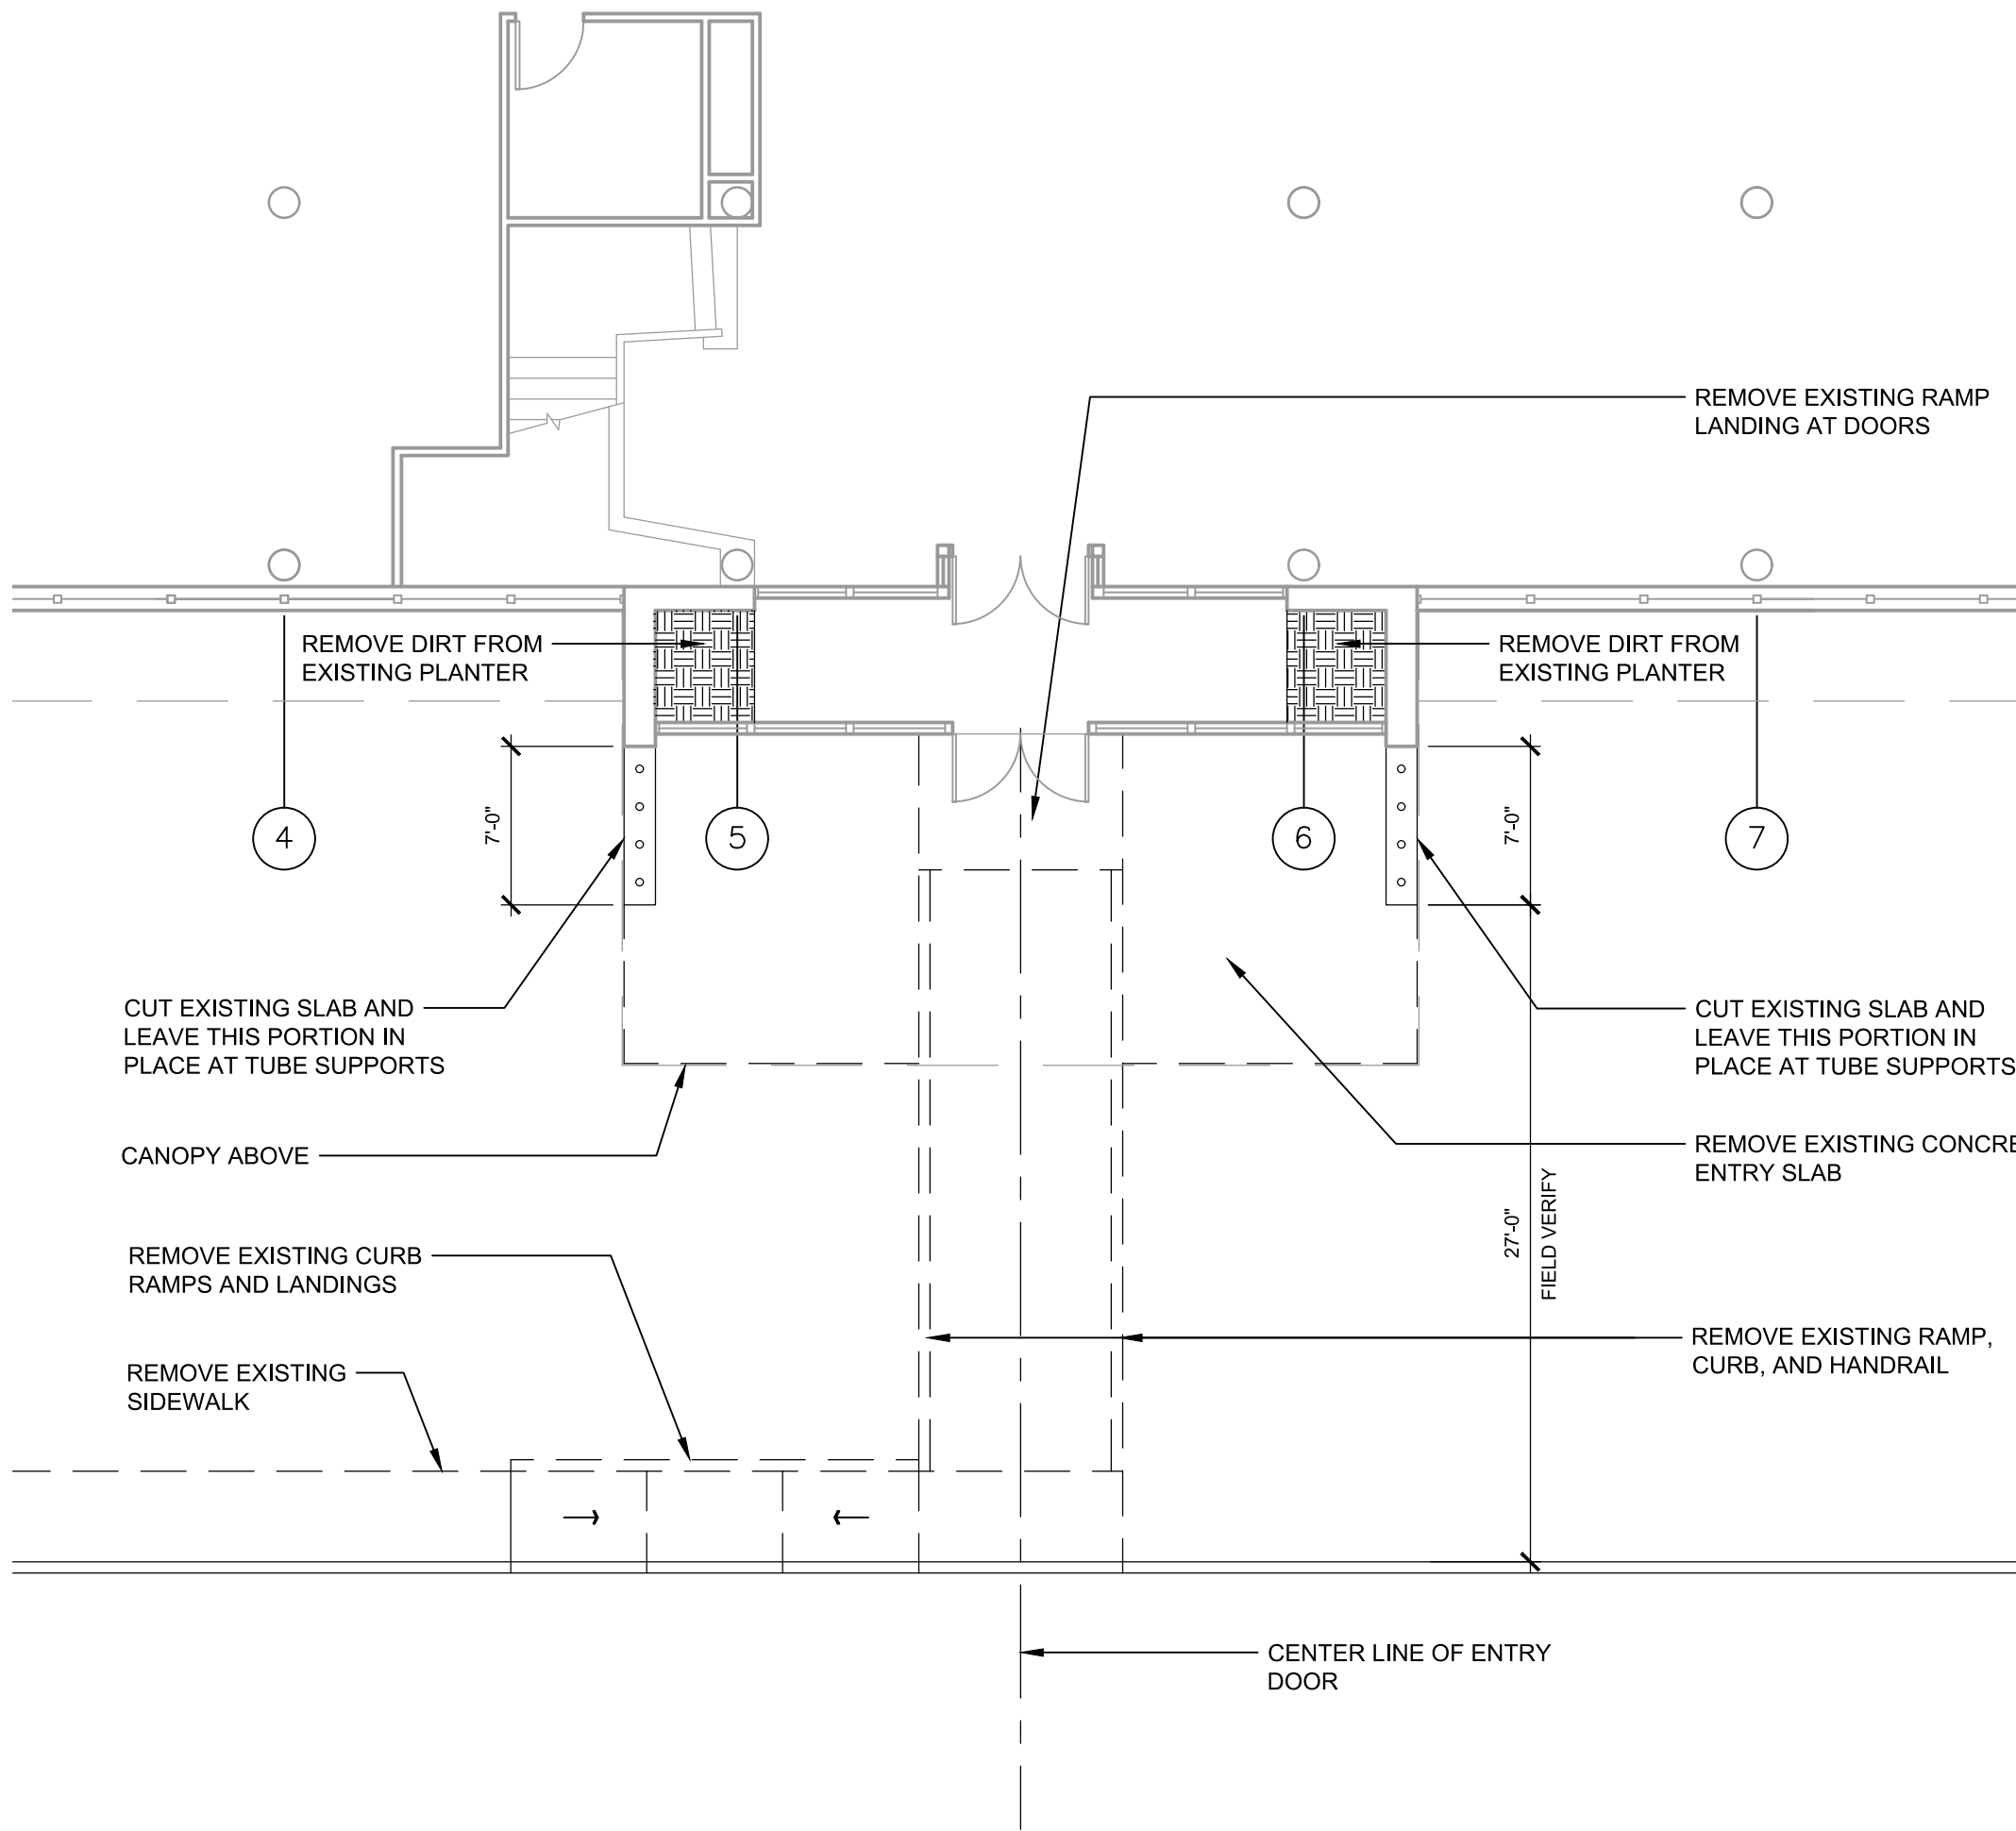 REMOVE EXISTING RAMP
LANDING AT DOORS
REMOVE DIRT FROM
EXISTING PLANTER
REMOVE DIRT FROM
EXISTING PLANTER
7'-0"
7'-0"
4
5
6
7
CUT EXISTING SLAB AND
LEAVE THIS PORTION IN
PLACE AT TUBE SUPPORTS
CUT EXISTING SLAB AND
LEAVE THIS PORTION IN
PLACE AT TUBE SUPPORTS
CANOPY ABOVE
REMOVE EXISTING CONCRE
ENTRY SLAB
27'-0"
FIELD VERIFY
REMOVE EXISTING CURB
RAMPS AND LANDINGS
REMOVE EXISTING RAMP,
CURB, AND HANDRAIL
REMOVE EXISTING
SIDEWALK
CENTER LINE OF ENTRY
DOOR